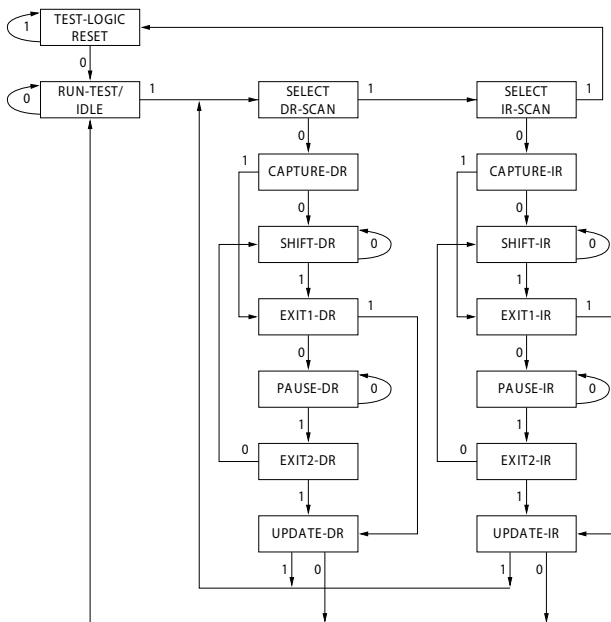 TEST-LOGIC
RESET
1
0
RUN-TEST/
IDLE
0
1
SELECT
DR-SCAN
1
SELECT
IR-SCAN
1
0
0
1
CAPTURE-DR
1
CAPTURE-IR
0
0
SHIFT-DR
0
SHIFT-IR
0
1
1
EXIT1-DR
1
EXIT1-IR
1
0
0
PAUSE-DR
0
PAUSE-IR
0
1
1
0
EXIT2-DR
0
EXIT2-IR
1
1
UPDATE-DR
UPDATE-IR
1
0
1
0